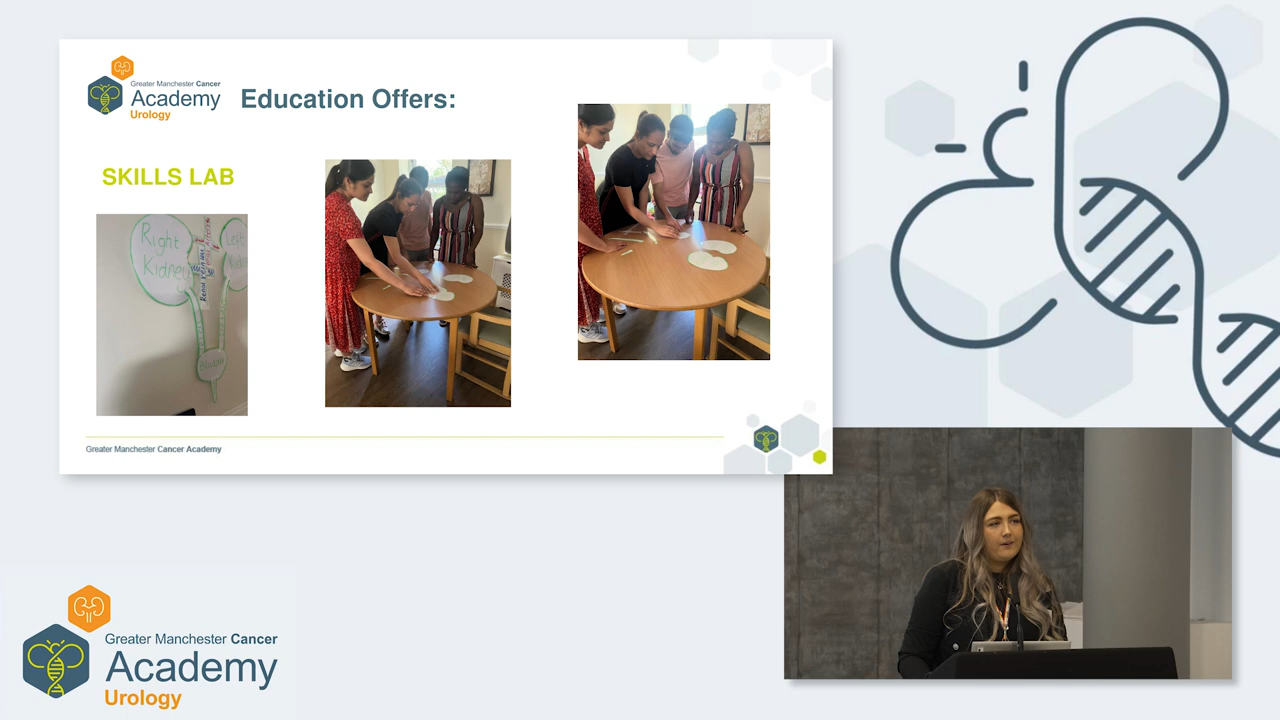 Greater Manchester Cancer
Academy
Urology
Education Offers:
SKILLS LAB
Right
Kidney
Left
Greater Manchester Cancer Academy
Greater Manchester Cancer
Academy
Urology